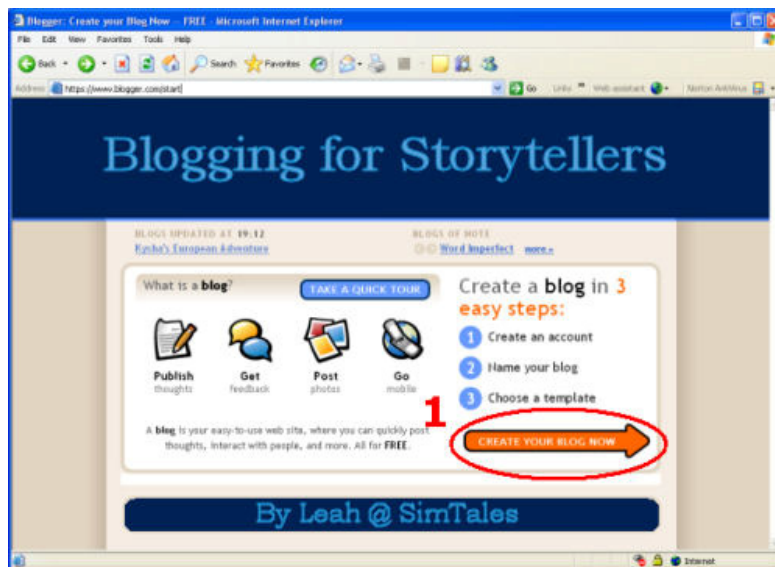 Blogger: Create your Blog Now -- FREE - Microsoft Internet Explorer
File Edit View Favorites Tools Help
Back Search Favorites
Address https://www.blogger.com/start Go Links Web assistant Norton AntiVirus
Blogging for Storytellers
BLOGS UPDATED AT 19:12
Kysha's European Adventure
BLOGS OF NOTE
Word Imperfect more »
What is a blog?
TAKE A QUICK TOUR
Publish
thoughts
Get
feedback
Post
photos
Go
mobile
A blog is your easy-to-use web site, where you can quickly post
thoughts, interact with people, and more. All for FREE.
Create a blog in 3
easy steps:
1 Create an account
2 Name your blog
3 Choose a template
1
CREATE YOUR BLOG NOW
By Leah @ SimTales
Internet